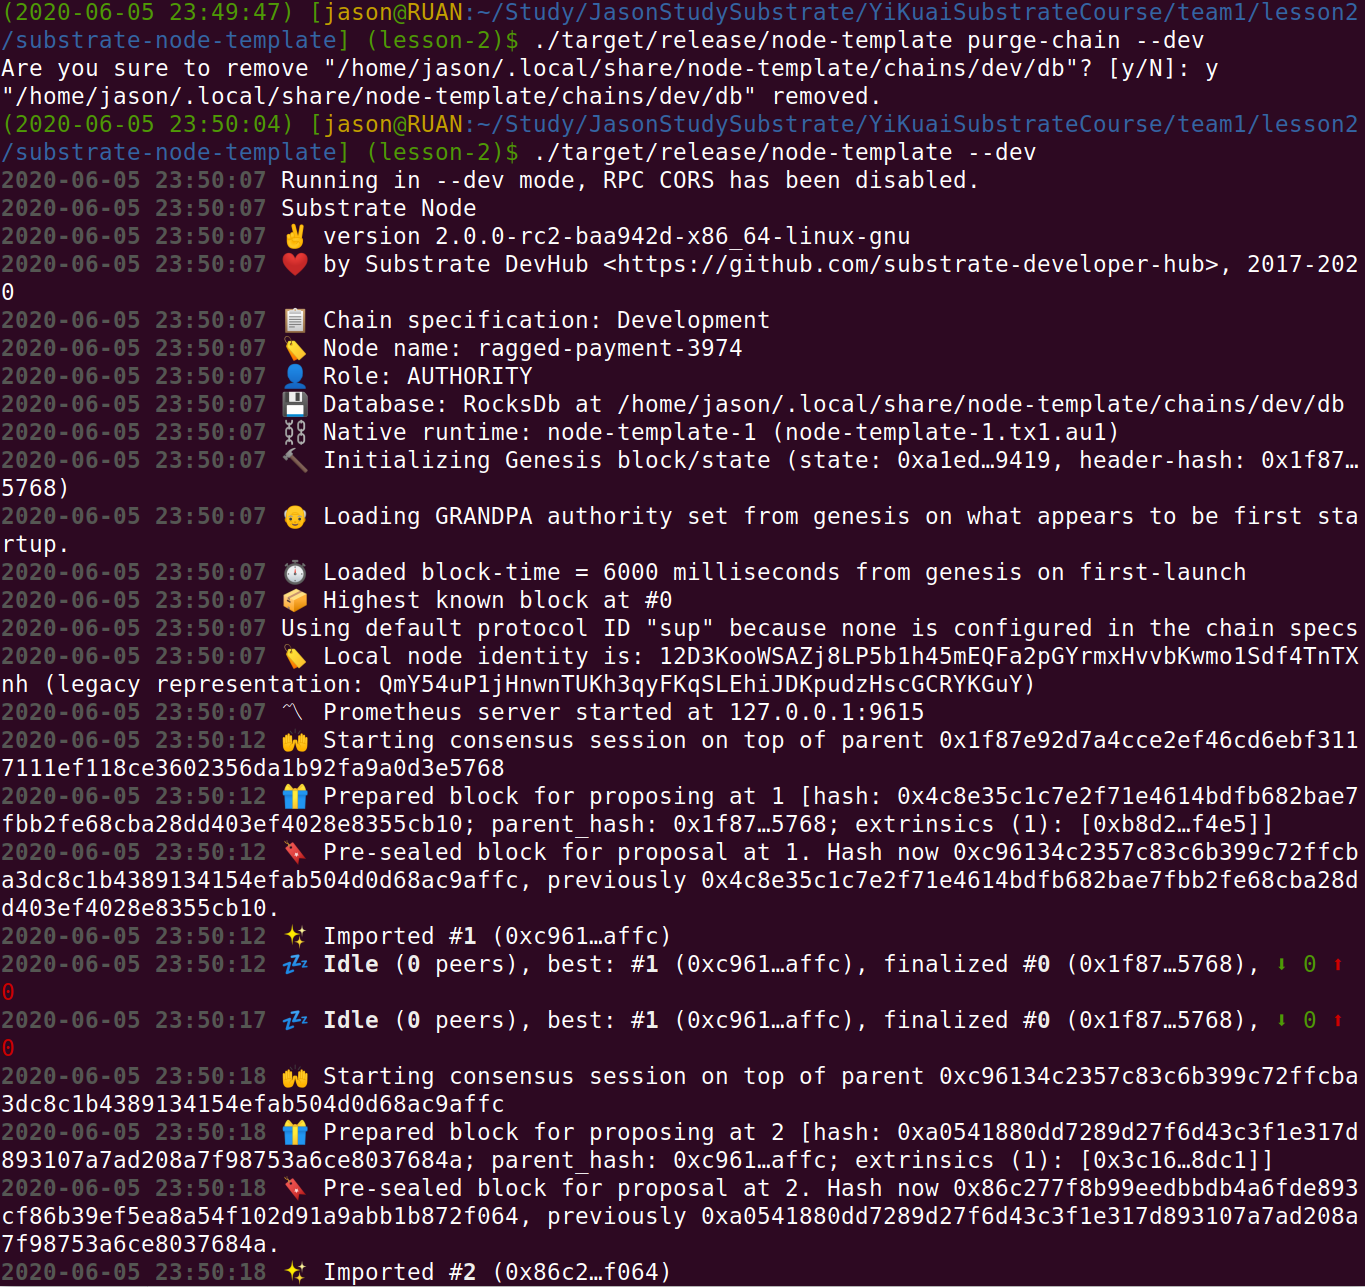 (2020-06-05 23:49:47) [jason@RUAN:~/Study/JasonStudySubstrate/YiKuaiSubstrateCourse/team1/lesson2
/substrate-node-template] (lesson-2)$ ./target/release/node-template purge-chain --dev
Are you sure to remove "/home/jason/.local/share/node-template/chains/dev/db"? [y/N]: y
"/home/jason/.local/share/node-template/chains/dev/db" removed.
(2020-06-05 23:50:04) [jason@RUAN:~/Study/JasonStudySubstrate/YiKuaiSubstrateCourse/team1/lesson2
/substrate-node-template] (lesson-2)$ ./target/release/node-template --dev
2020-06-05 23:50:07 Running in --dev mode, RPC CORS has been disabled.
2020-06-05 23:50:07 Substrate Node
2020-06-05 23:50:07 ✌️ version 2.0.0-rc2-baa942d-x86_64-linux-gnu
2020-06-05 23:50:07 ❤️ by Substrate DevHub <https://github.com/substrate-developer-hub>, 2017-202
0
2020-06-05 23:50:07 📋 Chain specification: Development
2020-06-05 23:50:07 🏷 Node name: ragged-payment-3974
2020-06-05 23:50:07 👤 Role: AUTHORITY
2020-06-05 23:50:07 💾 Database: RocksDb at /home/jason/.local/share/node-template/chains/dev/db
2020-06-05 23:50:07 ⛓ Native runtime: node-template-1 (node-template-1.tx1.au1)
2020-06-05 23:50:07 🔨 Initializing Genesis block/state (state: 0xa1ed…9419, header-hash: 0x1f87…
5768)
2020-06-05 23:50:07 👴 Loading GRANDPA authority set from genesis on what appears to be first sta
rtup.
2020-06-05 23:50:07 ⏱ Loaded block-time = 6000 milliseconds from genesis on first-launch
2020-06-05 23:50:07 📦 Highest known block at #0
2020-06-05 23:50:07 Using default protocol ID "sup" because none is configured in the chain specs
2020-06-05 23:50:07 🏷 Local node identity is: 12D3KooWSAZj8LP5b1h45mEQFa2pGYrmxHvvbKwmo1Sdf4TnTX
nh (legacy representation: QmY54uP1jHnwnTUKh3qyFKqSLEhiJDKpudzHscGCRYKGuY)
2020-06-05 23:50:07 〽️ Prometheus server started at 127.0.0.1:9615
2020-06-05 23:50:12 🙌 Starting consensus session on top of parent 0x1f87e92d7a4cce2ef46cd6ebf311
7111ef118ce3602356da1b92fa9a0d3e5768
2020-06-05 23:50:12 🎁 Prepared block for proposing at 1 [hash: 0x4c8e35c1c7e2f71e4614bdfb682bae7
fbb2fe68cba28dd403ef4028e8355cb10; parent_hash: 0x1f87…5768; extrinsics (1): [0xb8d2…f4e5]]
2020-06-05 23:50:12 🔖 Pre-sealed block for proposal at 1. Hash now 0xc96134c2357c83c6b399c72ffcb
a3dc8c1b4389134154efab504d0d68ac9affc, previously 0x4c8e35c1c7e2f71e4614bdfb682bae7fbb2fe68cba28d
d403ef4028e8355cb10.
2020-06-05 23:50:12 ✨ Imported #1 (0xc961…affc)
2020-06-05 23:50:12 💤 Idle (0 peers), best: #1 (0xc961…affc), finalized #0 (0x1f87…5768), ⬇ 0 ⬆
0
2020-06-05 23:50:17 💤 Idle (0 peers), best: #1 (0xc961…affc), finalized #0 (0x1f87…5768), ⬇ 0 ⬆
0
2020-06-05 23:50:18 🙌 Starting consensus session on top of parent 0xc96134c2357c83c6b399c72ffcba
3dc8c1b4389134154efab504d0d68ac9affc
2020-06-05 23:50:18 🎁 Prepared block for proposing at 2 [hash: 0xa0541880dd7289d27f6d43c3f1e317d
893107a7ad208a7f98753a6ce8037684a; parent_hash: 0xc961…affc; extrinsics (1): [0x3c16…8dc1]]
2020-06-05 23:50:18 🔖 Pre-sealed block for proposal at 2. Hash now 0x86c277f8b99eedbbdb4a6fde893
cf86b39ef5ea8a54f102d91a9abb1b872f064, previously 0xa0541880dd7289d27f6d43c3f1e317d893107a7ad208a
7f98753a6ce8037684a.
2020-06-05 23:50:18 ✨ Imported #2 (0x86c2…f064)